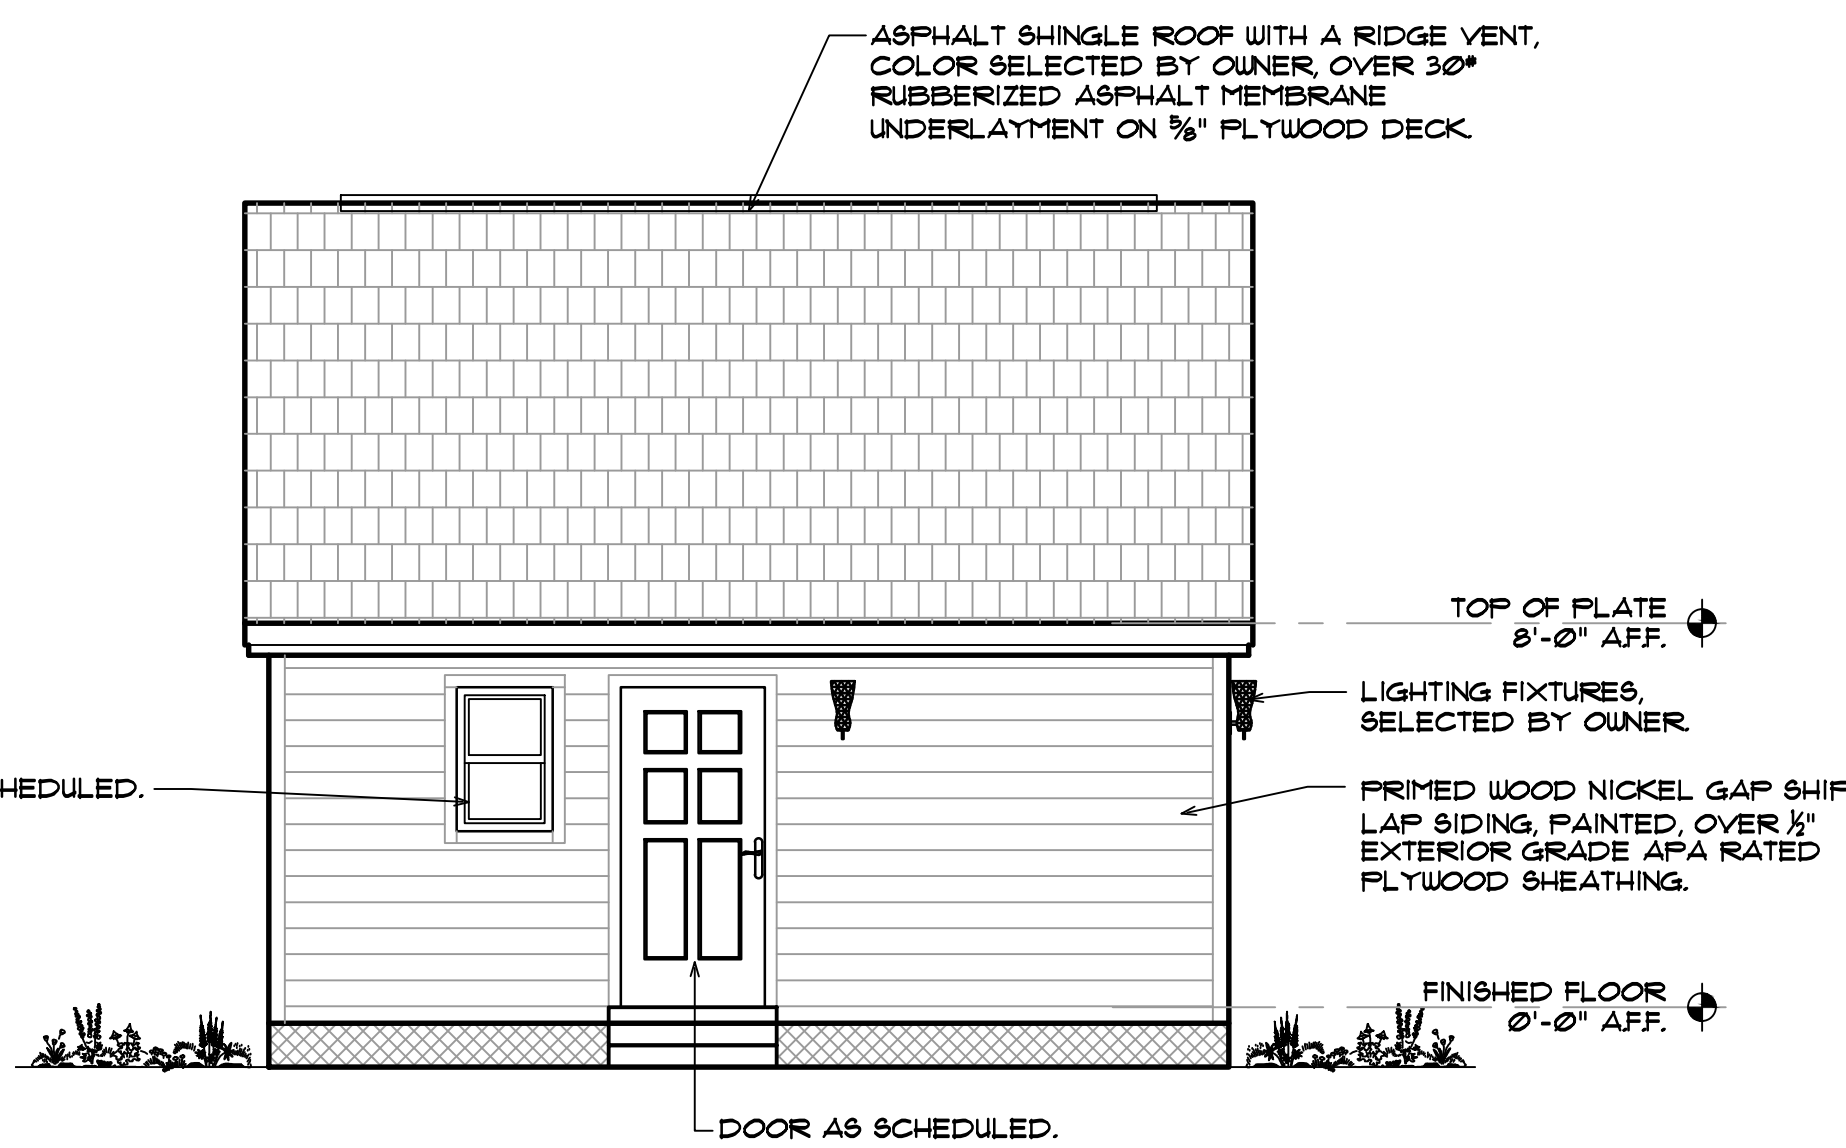 ASPHALT SHINGLE ROOF WITH A RIDGE VENT,
COLOR SELECTED BY OWNER, OVER 30#
RUBBERIZED ASPHALT MEMBRANE
UNDERLAYMENT ON ⅝" PLYWOOD DECK.
TOP OF PLATE
8'-0" A.F.F.
LIGHTING FIXTURES,
SELECTED BY OWNER.
HEDULED.
PRIMED WOOD NICKEL GAP SHIP
LAP SIDING, PAINTED, OVER ½"
EXTERIOR GRADE APA RATED
PLYWOOD SHEATHING.
FINISHED FLOOR
0'-0" A.F.F.
DOOR AS SCHEDULED.